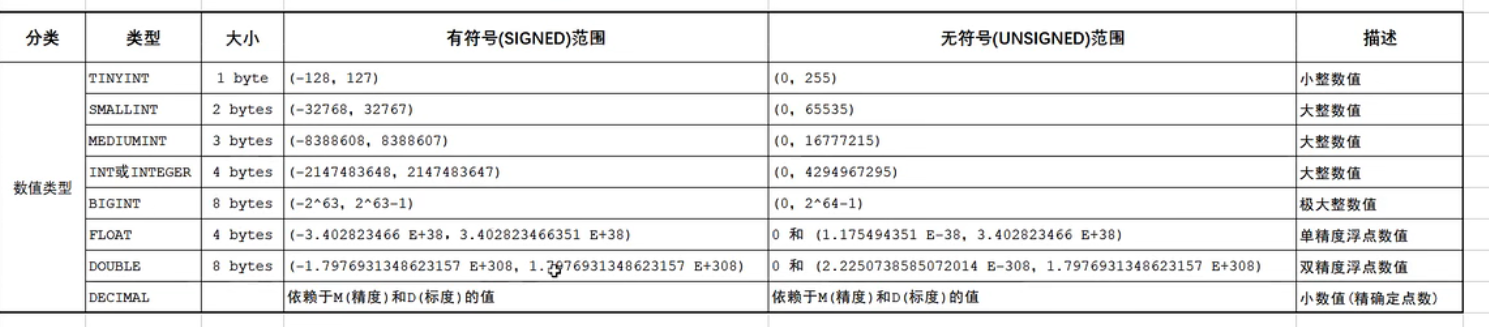 分类 类型 大小 有符号(SIGNED)范围 无符号(UNSIGNED)范围 描述
TINYINT 1 byte (-128, 127) (0, 255) 小整数值
SMALLINT 2 bytes (-32768, 32767) (0, 65535) 大整数值
MEDIUMINT 3 bytes (-8388608, 8388607) (0, 16777215) 大整数值
INT或INTEGER 4 bytes (-2147483648, 2147483647) (0, 4294967295) 大整数值
数值类型
BIGINT 8 bytes (-2^63, 2^63-1) (0, 2^64-1) 极大整数值
FLOAT 4 bytes (-3.402823466 E+38, 3.402823466351 E+38) 0 和 (1.175494351 E-38, 3.402823466 E+38) 单精度浮点数值
DOUBLE 8 bytes (-1.7976931348623157 E+308, 1.7976931348623157 E+308) 0 和 (2.2250738585072014 E-308, 1.7976931348623157 E+308) 双精度浮点数值
DECIMAL 依赖于M(精度)和D(标度)的值 依赖于M(精度)和D(标度)的值 小数值(精确定点数)